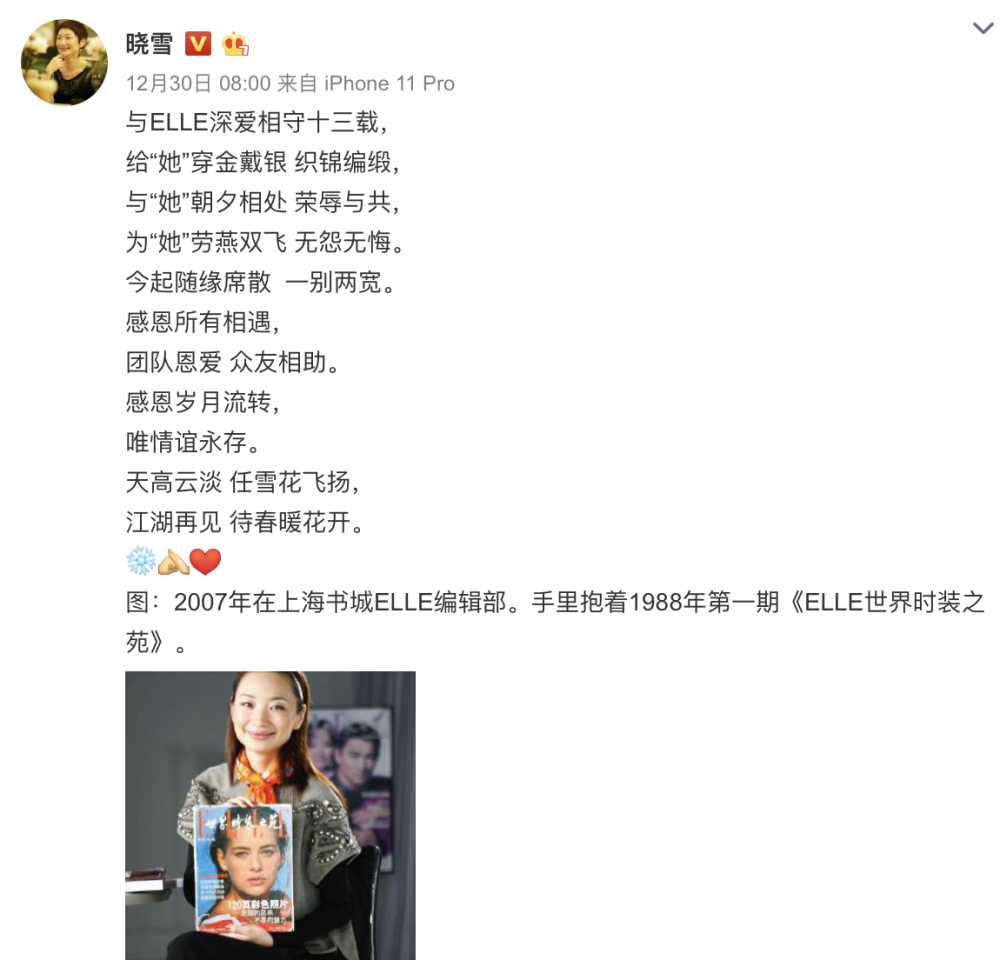 晓雪
12月30日 08:00 来自 iPhone 11 Pro
与ELLE深爱相守十三载，
给“她”穿金戴银 织锦编缎，
与“她”朝夕相处 荣辱与共，
为“她”劳燕双飞 无怨无悔。
今起随缘席散 一别两宽。
感恩所有相遇，
团队恩爱 众友相助。
感恩岁月流转，
唯情谊永存。
天高云淡 任雪花飞扬，
江湖再见 待春暖花开。
图：2007年在上海书城ELLE编辑部。手里抱着1988年第一期《ELLE世界时装之
苑》。
世界时装之苑
120页彩色照片